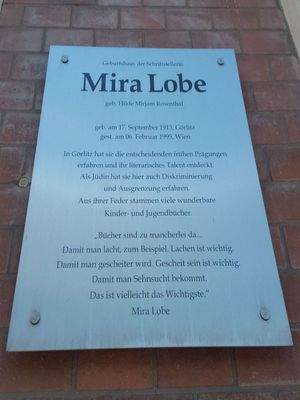 Geburtshaus der Schriftstellerin
Mira Lobe
geb. Hilde Mirjam Rosenthal
geb. am 17. September 1913, Görlitz
gest. am 06. Februar 1995, Wien
In Görlitz hat sie die entscheidenden frühen Prägungen
erfahren und ihr literarisches Talent entdeckt.
Als Jüdin hat sie hier auch Diskriminierung
und Ausgrenzung erfahren.
Aus ihrer Feder stammen viele wunderbare
Kinder- und Jugendbücher.
„Bücher sind zu mancherlei da...
Damit man lacht, zum Beispiel. Lachen ist wichtig.
Damit man gescheiter wird. Gescheit sein ist wichtig.
Damit man Sehnsucht bekommt.
Das ist vielleicht das Wichtigste.“
Mira Lobe